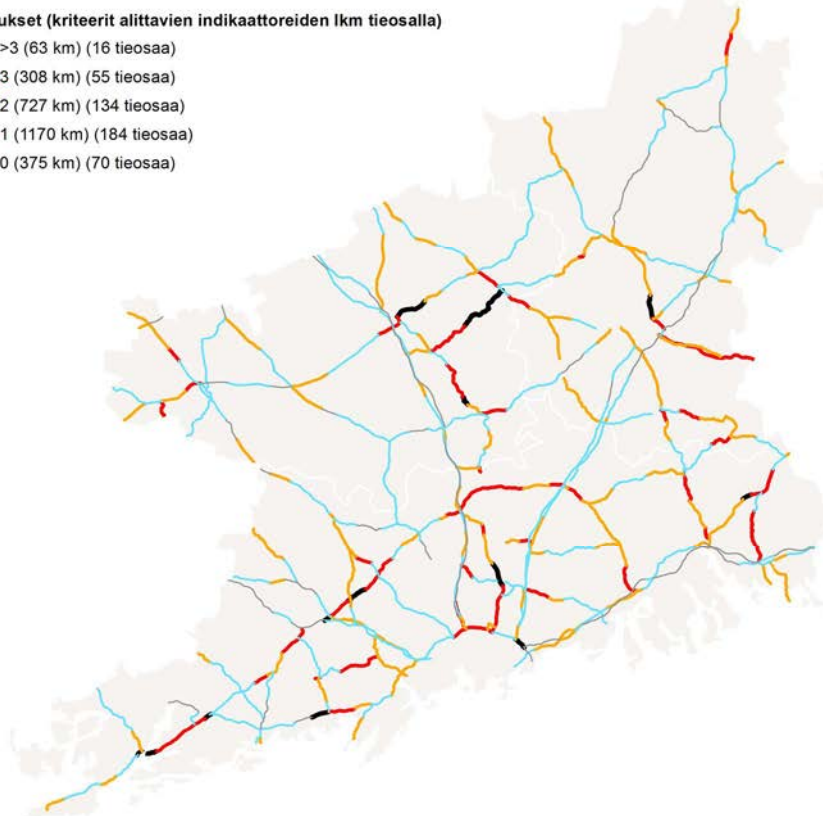 ukset (kriteerit alittavien indikaattoreiden lkm tieosalla)
>3 (63 km) (16 tieosaa)
3 (308 km) (55 tieosaa)
2 (727 km) (134 tieosaa)
1 (1170 km) (184 tieosaa)
0 (375 km) (70 tieosaa)